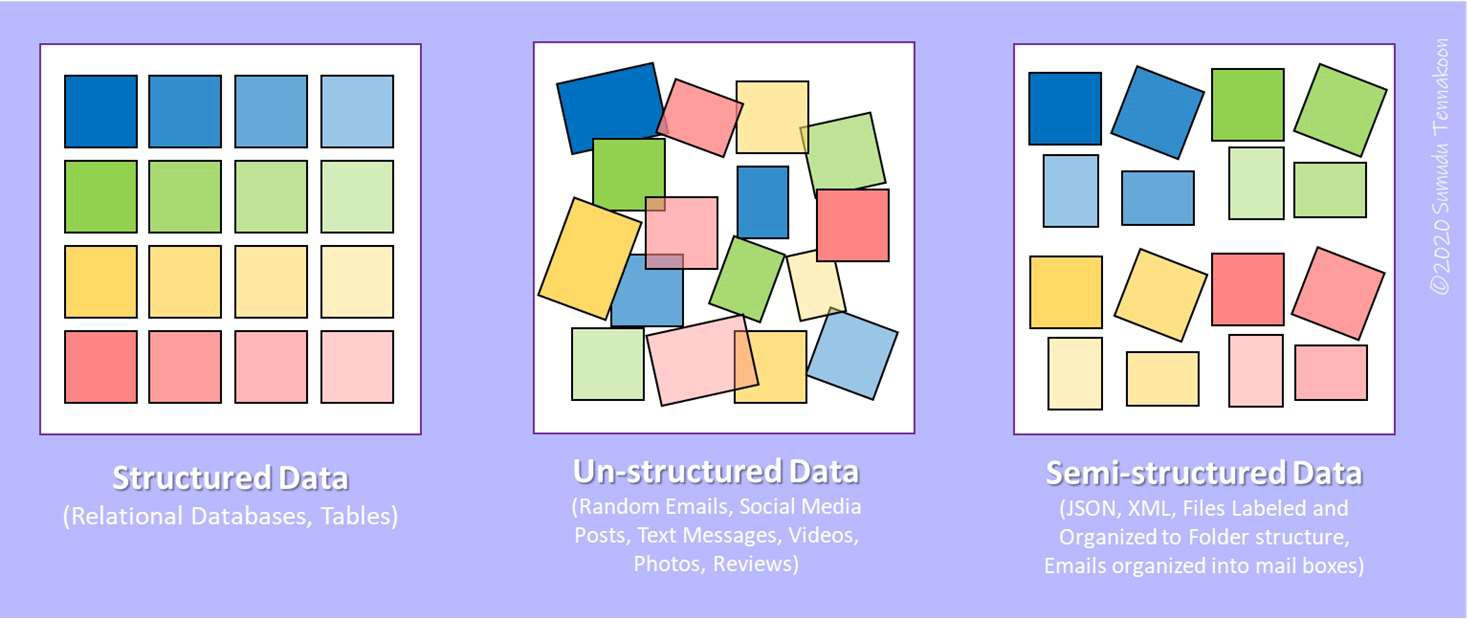 Structured Data
(Relational Databases, Tables)
Un-structured Data
(Random Emails, Social Media
Posts, Text Messages, Videos,
Photos, Reviews)
Semi-structured Data
(JSON, XML, Files Labeled and
Organized to Folder structure,
Emails organized into mail boxes)
©2020 Sumudu Tennakoon